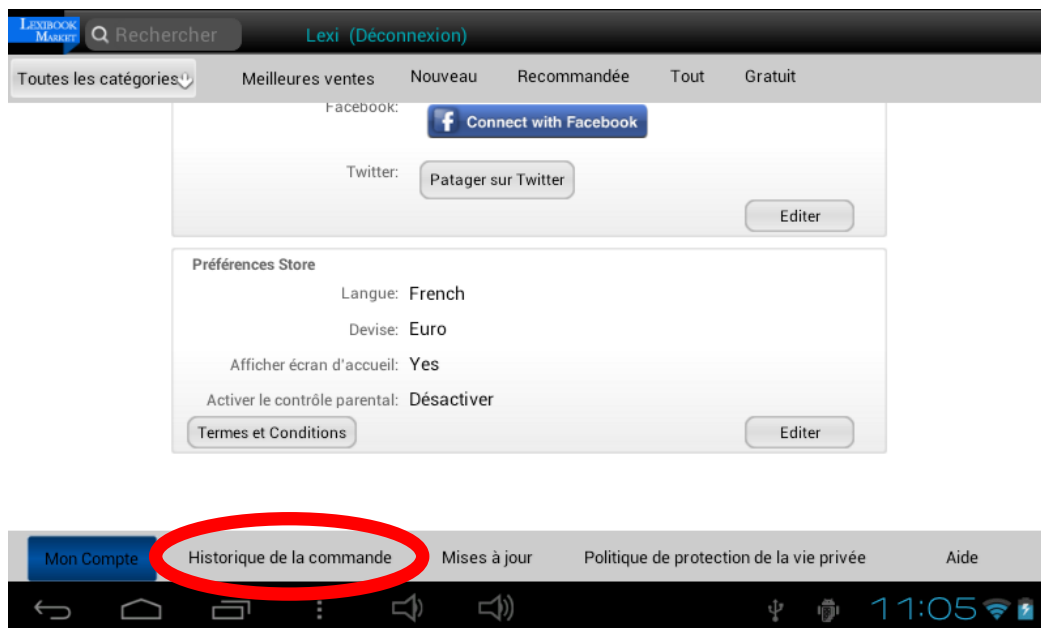 LEXIBOOK
MARKET
Rechercher
Lexi (Déconnexion)
Toutes les catégories
Meilleures ventes
Nouveau
Recommandée
Tout
Gratuit
Facebook:
f Connect with Facebook
Twitter:
Patager sur Twitter
Editer
Préférences Store
Langue: French
Devise: Euro
Afficher écran d'accueil: Yes
Activer le contrôle parental: Désactiver
Termes et Conditions
Editer
Mon Compte
Historique de la commande
Mises à jour
Politique de protection de la vie privée
Aide
11:05